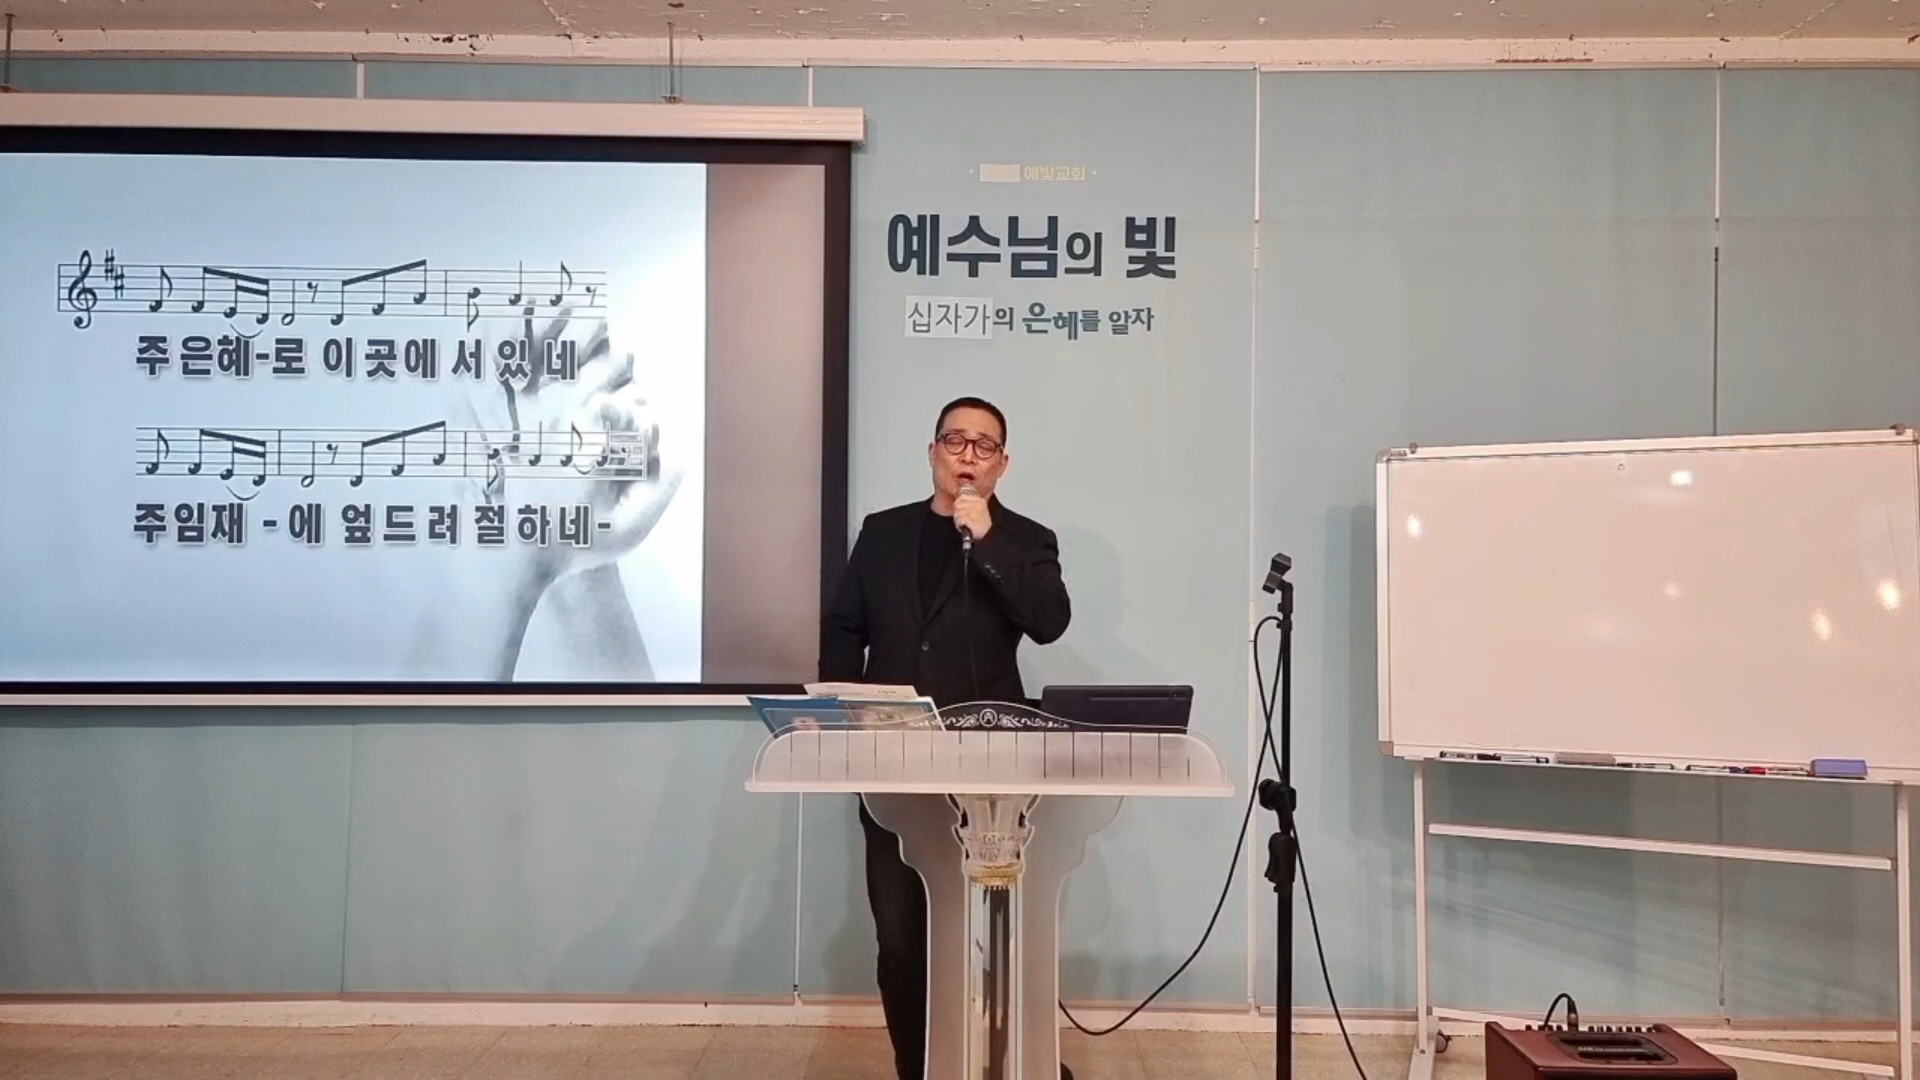 주은혜-로 이곳에 서 있 네
주임재 -에 엎드려 절하네-
예빛교회
예수님의 빛
십자가의 은혜를 알자